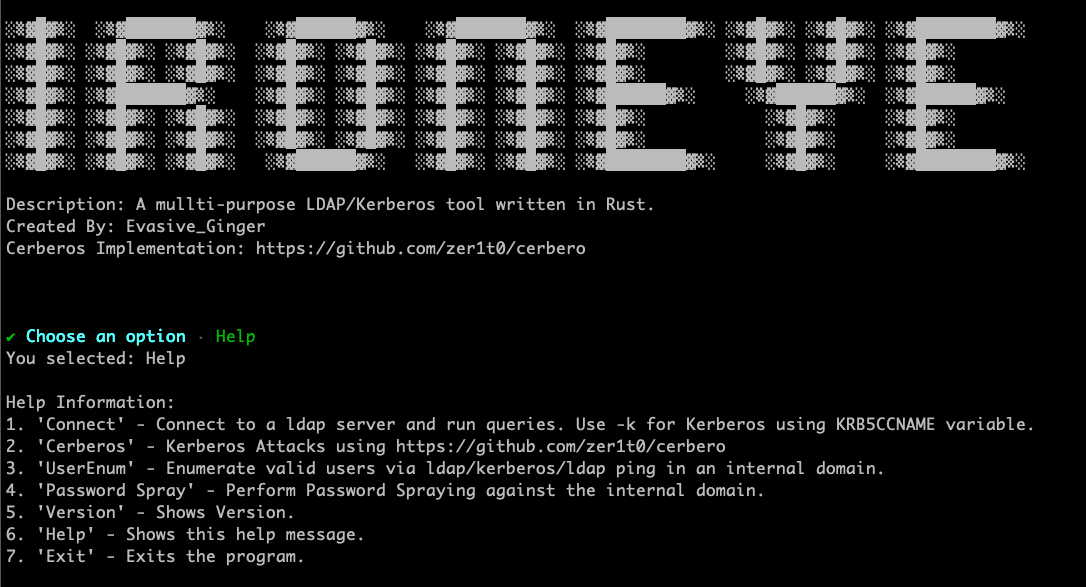 IRONEYE
Description: A mullti-purpose LDAP/Kerberos tool written in Rust.
Created By: Evasive_Ginger
Cerberos Implementation: https://github.com/zer1t0/cerbero
✔ Choose an option · Help
You selected: Help
Help Information:
1. 'Connect' - Connect to a ldap server and run queries. Use -k for Kerberos using KRB5CCNAME variable.
2. 'Cerberos' - Kerberos Attacks using https://github.com/zer1t0/cerbero
3. 'UserEnum' - Enumerate valid users via ldap/kerberos/ldap ping in an internal domain.
4. 'Password Spray' - Perform Password Spraying against the internal domain.
5. 'Version' - Shows Version.
6. 'Help' - Shows this help message.
7. 'Exit' - Exits the program.